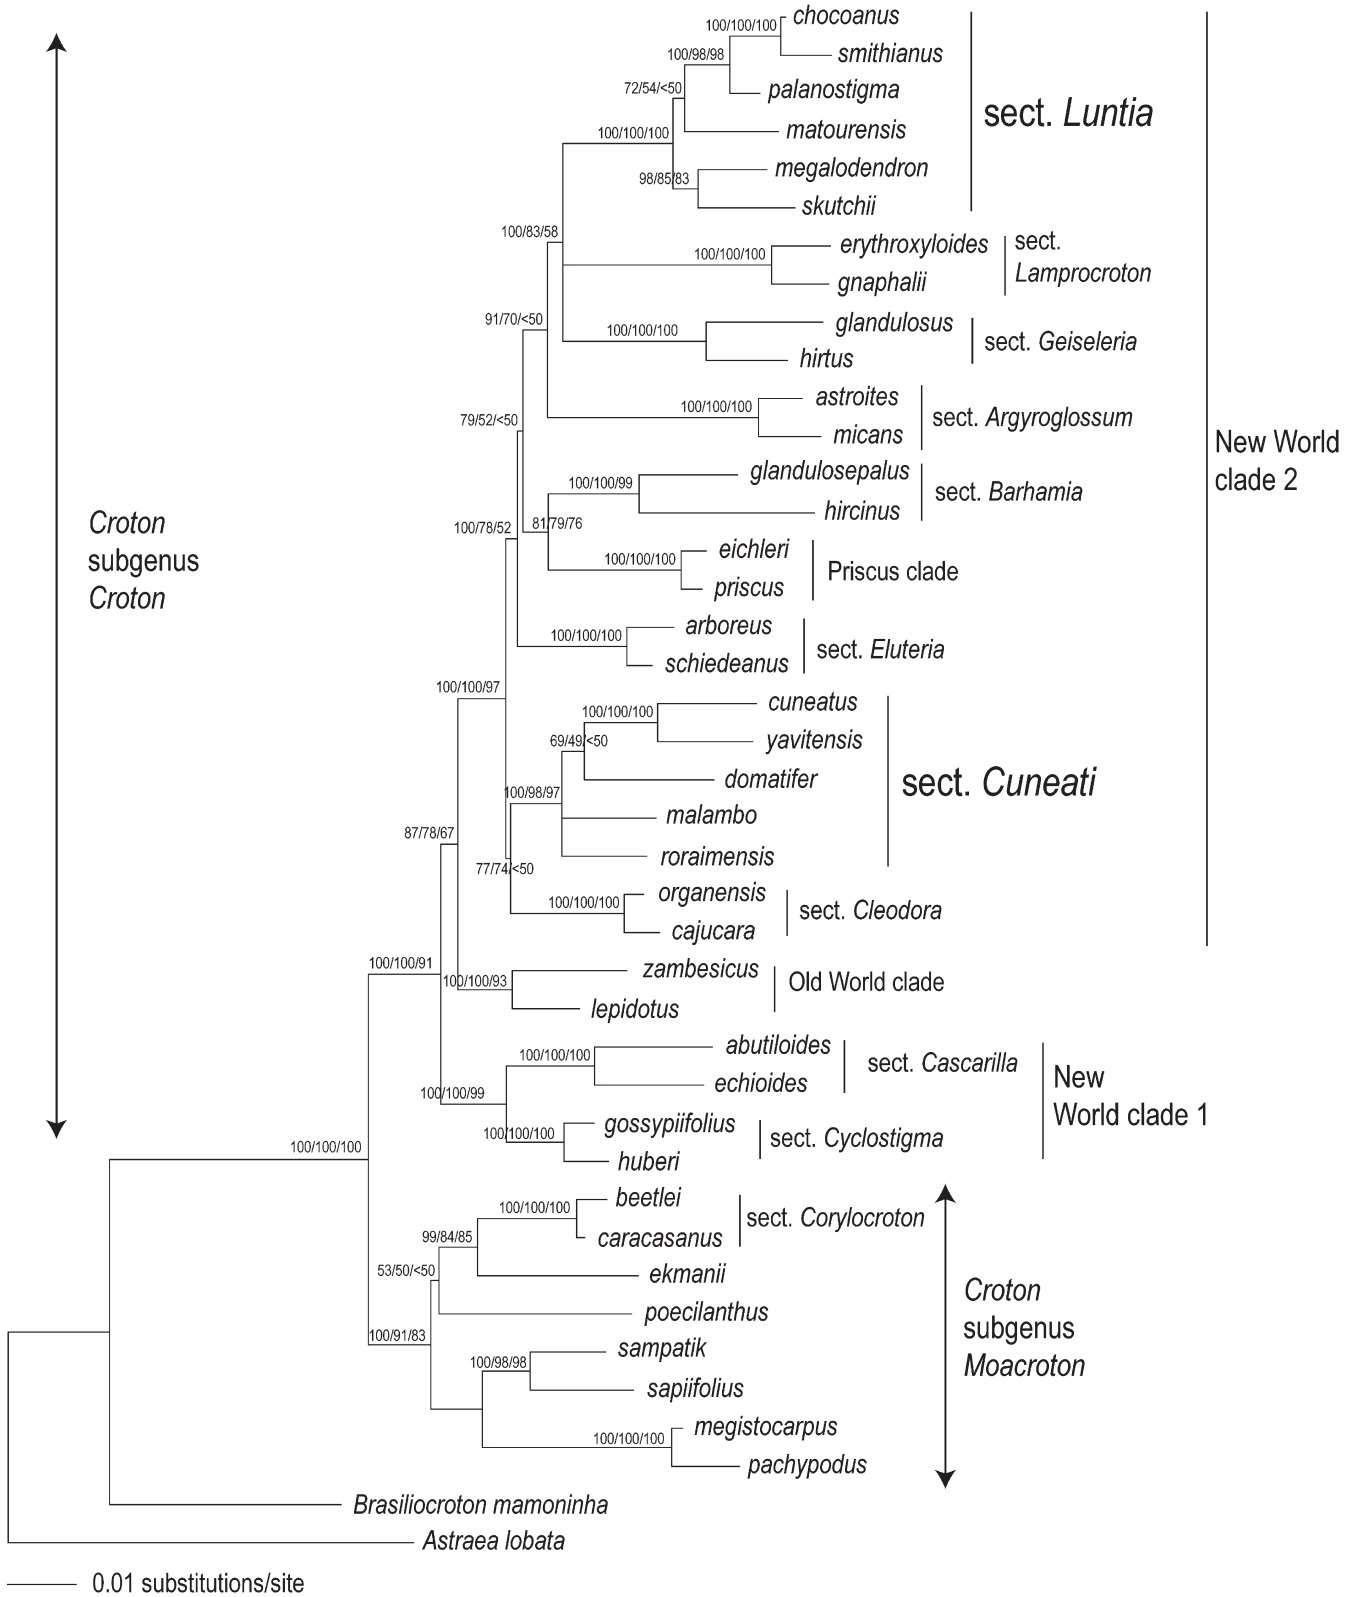 100/100/100 chocoanus
smithianus
100/98/98
palanostigma
72/54/<50
matourensis
sect. Luntia
100/100/100
megalodendron
98/85/83
skutchii
100/83/58
erythroxyloides
100/100/100
gnaphalii
sect.
Lamprocroton
glandulosus
100/100/100
hirtus
sect. Geiseleria
91/70/<50
astroites
100/100/100
micans
sect. Argyroglossum
79/52/<50
New World
clade 2
glandulosepalus
100/100/99
hircinus
sect. Barhamia
81/79/76
100/78/52
eichleri
100/100/100
priscus
Priscus clade
Croton
subgenus
Croton
arboreus
100/100/100
schiedeanus
sect. Eluteria
100/100/97
cuneatus
100/100/100
yavitensis
69/49/<50
domatifer
sect. Cuneati
100/98/97
malambo
roraimensis
87/78/67
77/74/<50
organensis
100/100/100
cajucara
sect. Cleodora
100/100/91
zambesicus
100/100/93
lepidotus
Old World clade
abutiloides
100/100/100
echioides
sect. Cascarilla
100/100/99
New
World clade 1
gossypiifolius
100/100/100
huberi
sect. Cyclostigma
100/100/100
beetlei
100/100/100
caracasanus
sect. Corylocroton
99/84/85
ekmanii
53/50/<50
poecilanthus
Croton
subgenus
Moacroton
100/91/83
sampatik
100/98/98
sapiifolius
megistocarpus
100/100/100
pachypodus
Brasiliocroton mamoninha
Astraea lobata
0.01 substitutions/site